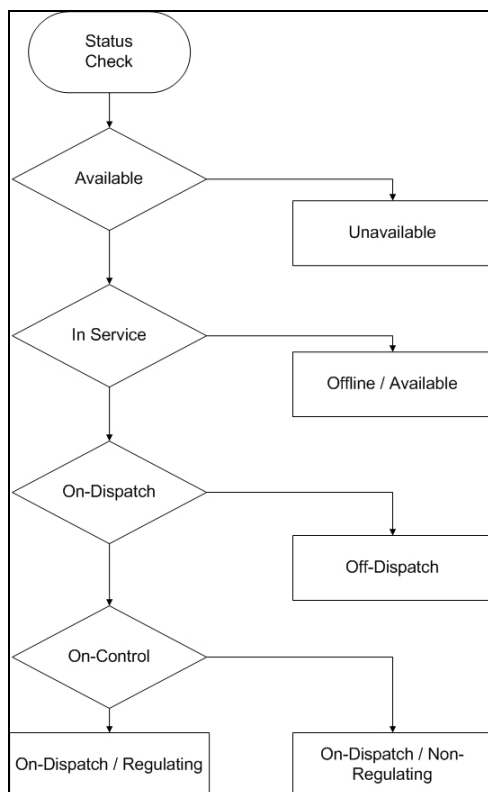 Status
Check
Available
Unavailable
In Service
Offline / Available
On-Dispatch
Off-Dispatch
On-Control
On-Dispatch / Regulating
On-Dispatch / Non-
Regulating